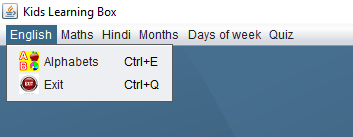 Kids Learning Box
English Maths Hindi Months Days of week Quiz
Alphabets Ctrl+E
Exit Ctrl+Q